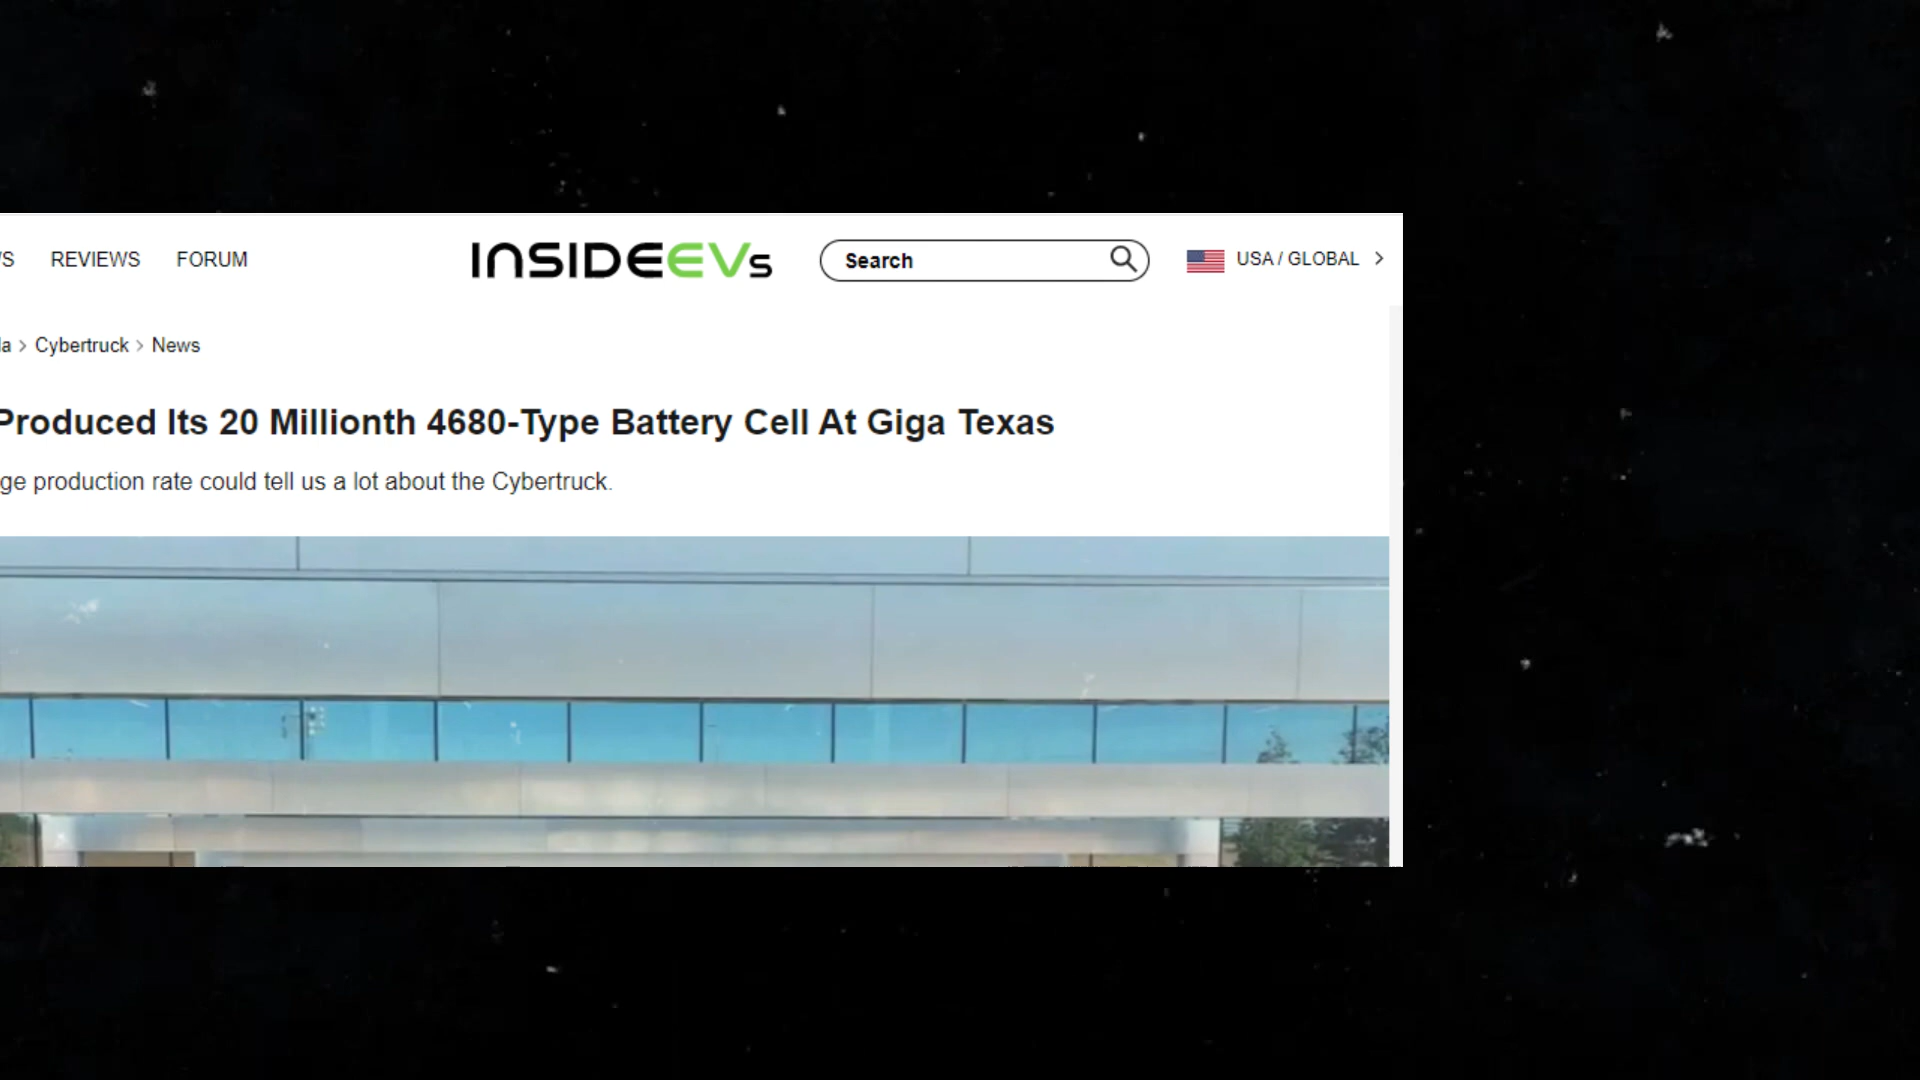 REVIEWS FORUM INSIDEEVs Search USA / GLOBAL
Cybertruck > News
Produced Its 20 Millionth 4680-Type Battery Cell At Giga Texas
production rate could tell us a lot about the Cybertruck.